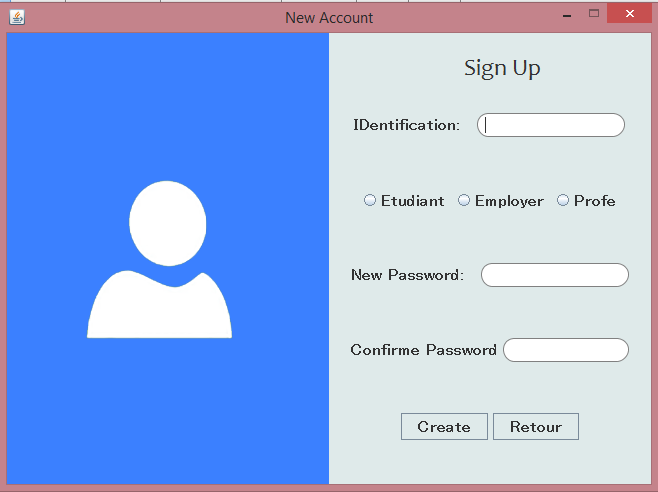 New Account
Sign Up
IDentification:
Etudiant Employer Profe
New Password:
Confirme Password
Create Retour